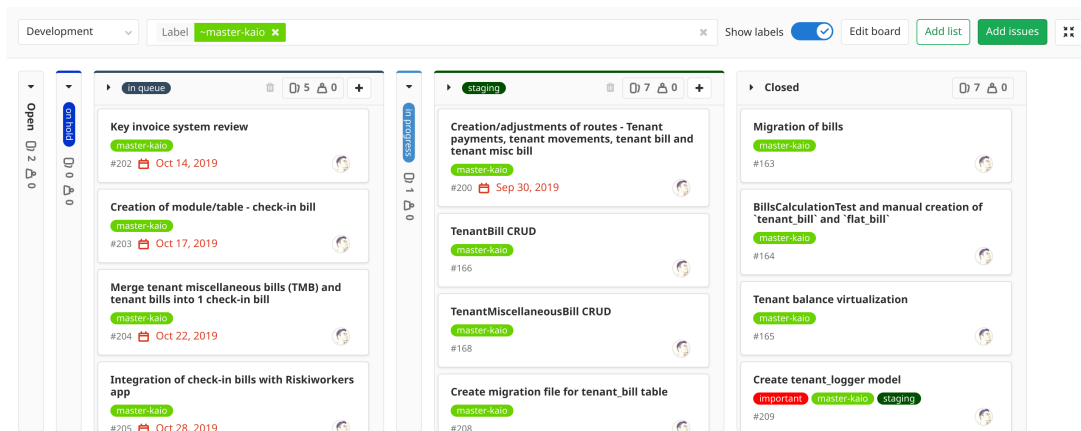 Development
Label ~master-kaio
Show labels
Edit board
Add list
Add issues
Open 2 0
on hold 0 0
in queue 5 0
Key invoice system review
master-kaio
#202 Oct 14, 2019
Creation of module/table - check-in bill
master-kaio
#203 Oct 17, 2019
Merge tenant miscellaneous bills (TMB) and
tenant bills into 1 check-in bill
master-kaio
#204 Oct 22, 2019
Integration of check-in bills with Riskiworkers
app
master-kaio
#205 Oct 28, 2019
in progress 1 0
staging 7 0
Creation/adjustments of routes - Tenant
payments, tenant movements, tenant bill and
tenant misc bill
master-kaio
#200 Sep 30, 2019
TenantBill CRUD
master-kaio
#166
TenantMiscellaneousBill CRUD
master-kaio
#168
Create migration file for tenant_bill table
master-kaio
#208
Closed 7 0
Migration of bills
master-kaio
#163
BillsCalculationTest and manual creation of
`tenant_bill` and `flat_bill`
master-kaio
#164
Tenant balance virtualization
master-kaio
#165
Create tenant_logger model
important master-kaio staging
#209